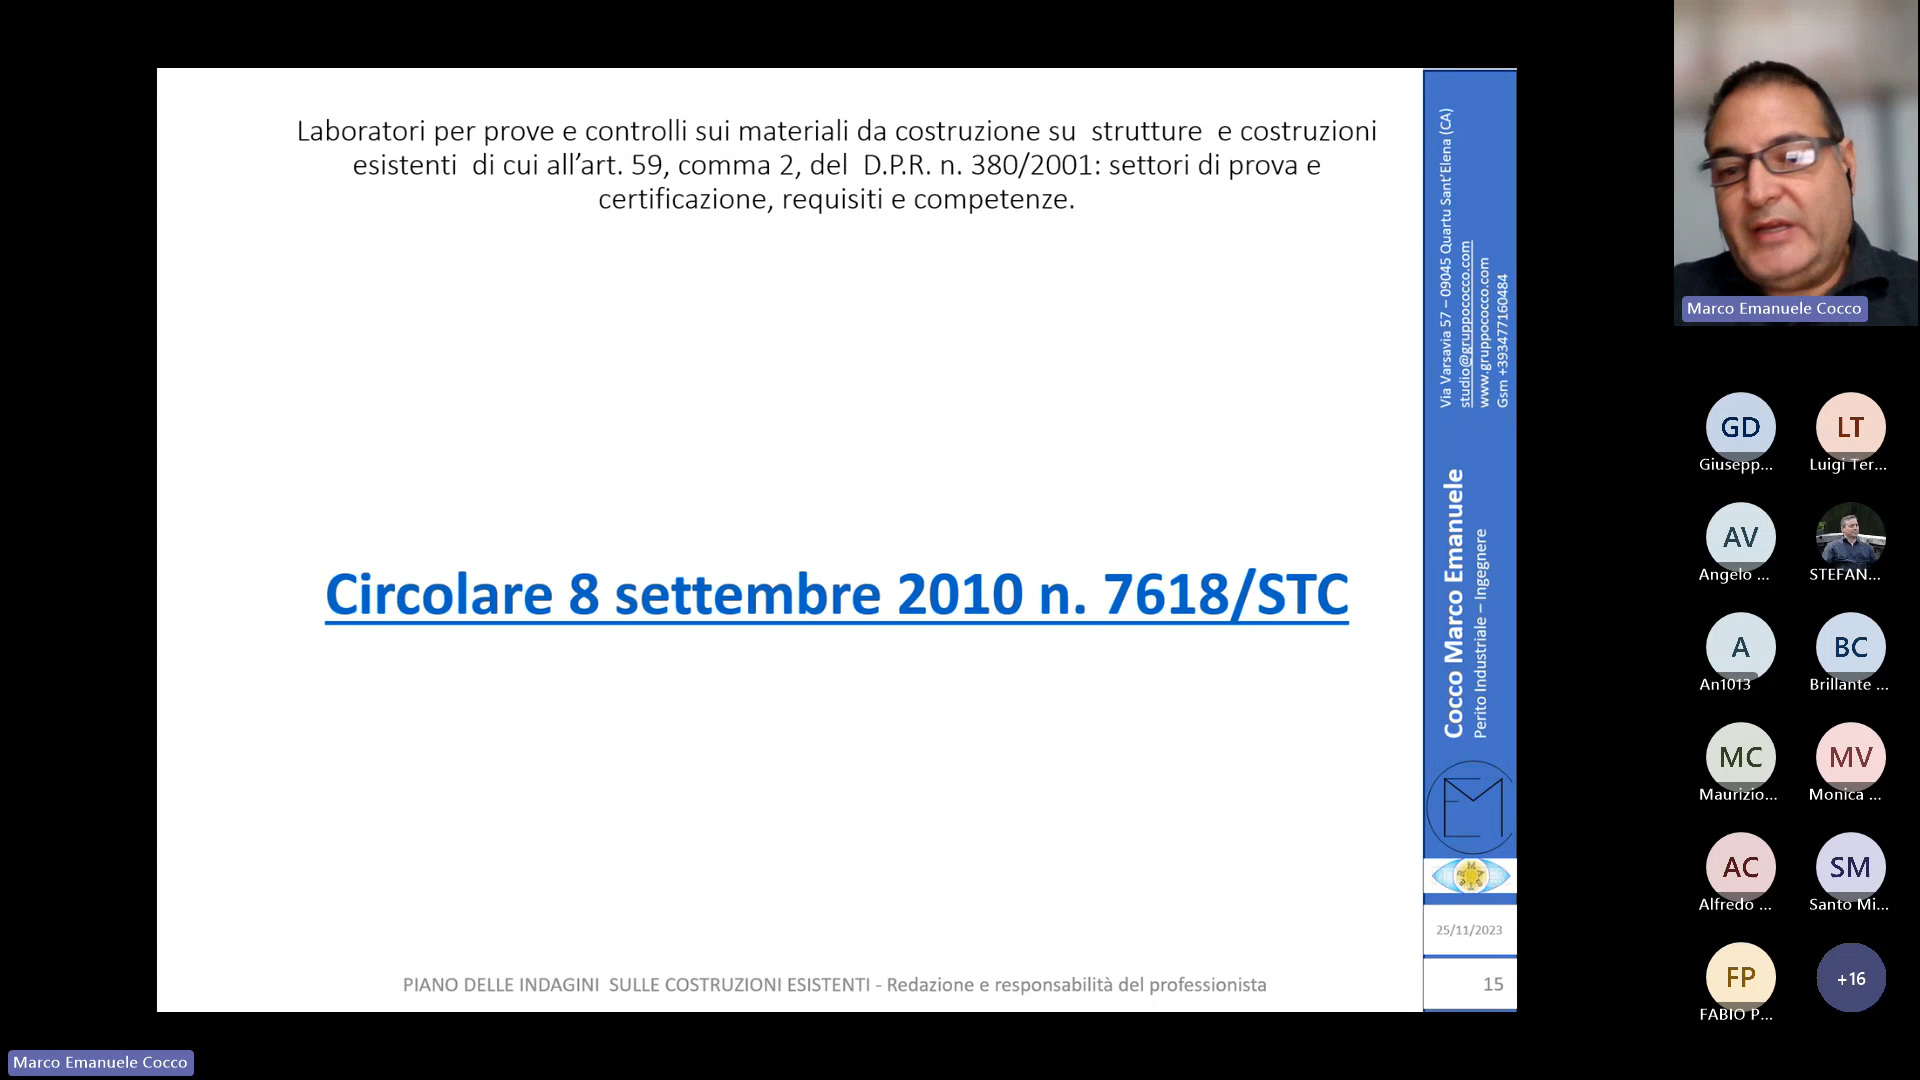 Laboratori per prove e controlli sui materiali da costruzione su strutture e costruzioni
esistenti di cui all’art. 59, comma 2, del D.P.R. n. 380/2001: settori di prova e
certificazione, requisiti e competenze.
Circolare 8 settembre 2010 n. 7618/STC
PIANO DELLE INDAGINI SULLE COSTRUZIONI ESISTENTI - Redazione e responsabilità del professionista
Via Varsavia 57 – 09045 Quartu Sant’Elena (CA)
studio@gruppococco.com
www.gruppococco.com
Gsm +393477160484
Cocco Marco Emanuele
Perito Industriale – Ingegnere
EM
25/11/2023
15
Marco Emanuele Cocco
GD
Giusepp...
LT
Luigi Ter...
AV
Angelo ...
STEFAN...
A
An1013
BC
Brillante ...
MC
Maurizio...
MV
Monica ...
AC
Alfredo ...
SM
Santo Mi...
FP
FABIO P...
+16
Marco Emanuele Cocco